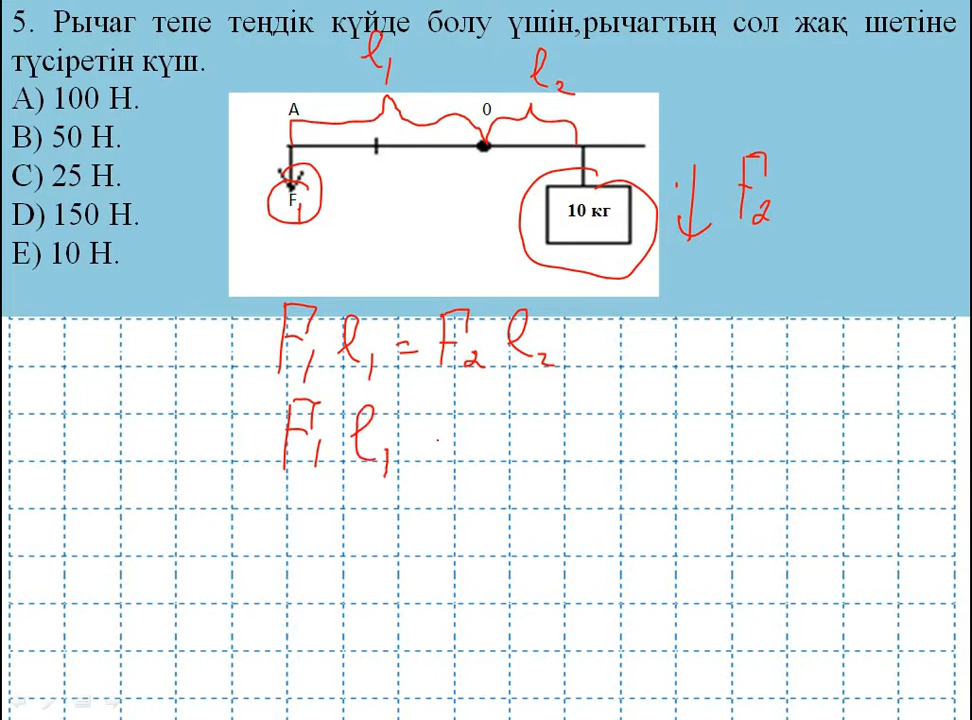 5. Рычаг тепе теңдік күйде болу үшін,рычагтың сол жақ шетіне
түсіретін күш.
A) 100 Н.
B) 50 Н.
C) 25 Н.
D) 150 Н.
E) 10 Н.
l₁ l₂
A 0
F₁
10 кг
F₂
F₁ l₁ = F₂ l₂
F₁ l₁